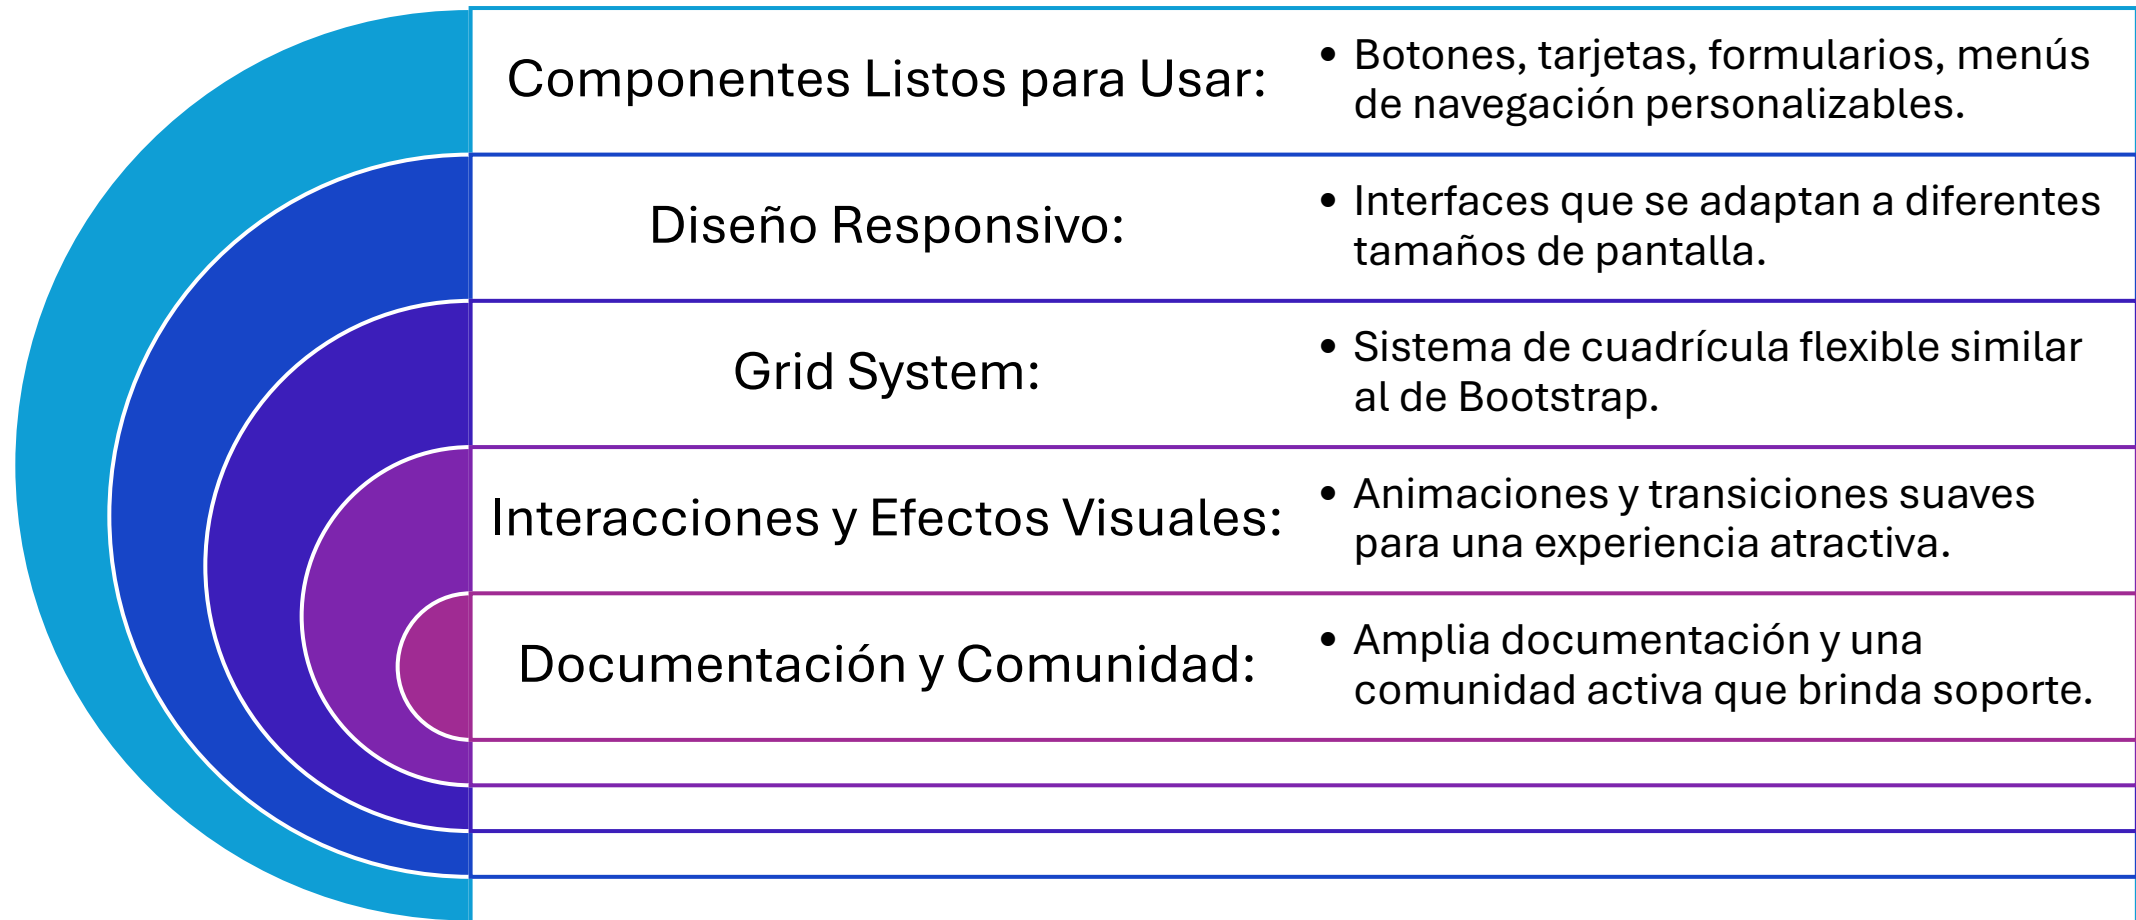 Componentes Listos para Usar:
• Botones, tarjetas, formularios, menús
de navegación personalizables.
Diseño Responsivo:
• Interfaces que se adaptan a diferentes
tamaños de pantalla.
Grid System:
• Sistema de cuadrícula flexible similar
al de Bootstrap.
Interacciones y Efectos Visuales:
• Animaciones y transiciones suaves
para una experiencia atractiva.
Documentación y Comunidad:
• Amplia documentación y una
comunidad activa que brinda soporte.